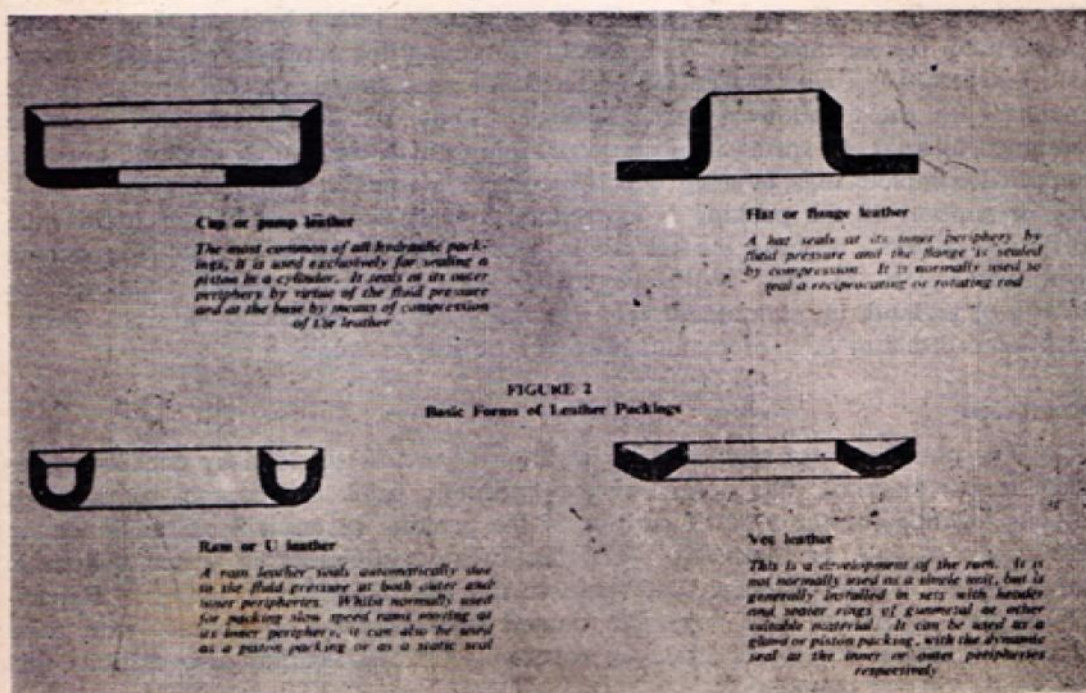 Cup or pump leather
The most common of all hydraulic pack-
ings, it is used exclusively for sealing a
piston in a cylinder. It seals at its outer
periphery by virtue of the fluid pressure
and at the base by means of compression
of the leather
Hat or flange leather
A hat seals at its inner periphery by
fluid pressure and the flange is sealed
by compression. It is normally used to
seal a reciprocating or rotating rod
FIGURE 2
Basic Forms of Leather Packings
Ram or U leather
A ram leather seals automatically due
to the fluid pressure at both outer and
inner peripheries. Whilst normally used
for packing slow speed rams moving at
its inner periphery, it can also be used
as a piston packing or as a static seal
Vee leather
This is a development of the ram. It is
not normally used as a single unit, but is
generally installed in sets with header
and seater rings of gunmetal or other
suitable material. It can be used as a
gland or piston packing, with the dynamic
seal at the inner or outer peripheries
respectively